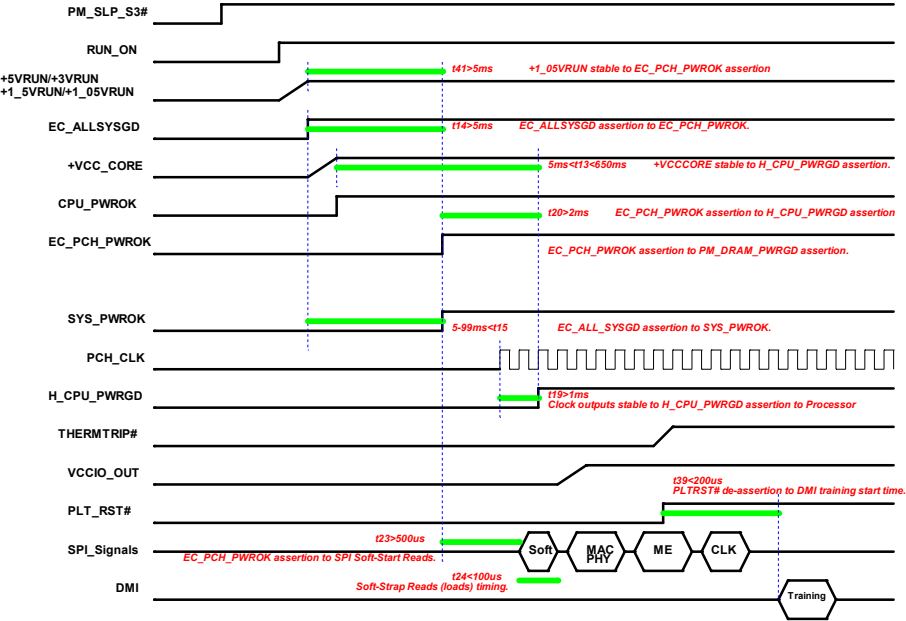 PM_SLP_S3#
RUN_ON
+5VRUN/+3VRUN
+1_5VRUN/+1_05VRUN
t41>5ms +1_05VRUN stable to EC_PCH_PWROK assertion
EC_ALLSYSGD
t14>5ms EC_ALLSYSGD assertion to EC_PCH_PWROK.
+VCC_CORE
5ms<t13<650ms +VCCCORE stable to H_CPU_PWRGD assertion.
CPU_PWROK
t20>2ms EC_PCH_PWROK assertion to H_CPU_PWRGD assertion
EC_PCH_PWROK
EC_PCH_PWROK assertion to PM_DRAM_PWRGD assertion.
SYS_PWROK
5-99ms<t15 EC_ALL_SYSGD assertion to SYS_PWROK.
PCH_CLK
H_CPU_PWRGD
t19>1ms
Clock outputs stable to H_CPU_PWRGD assertion to Processor
THERMTRIP#
VCCIO_OUT
t39<200us
PLTRST# de-assertion to DMI training start time.
PLT_RST#
t23>500us
SPI_Signals
EC_PCH_PWROK assertion to SPI Soft-Start Reads.
Soft
MAC
PHY
ME
CLK
t24<100us
Soft-Strap Reads (loads) timing.
DMI
Training